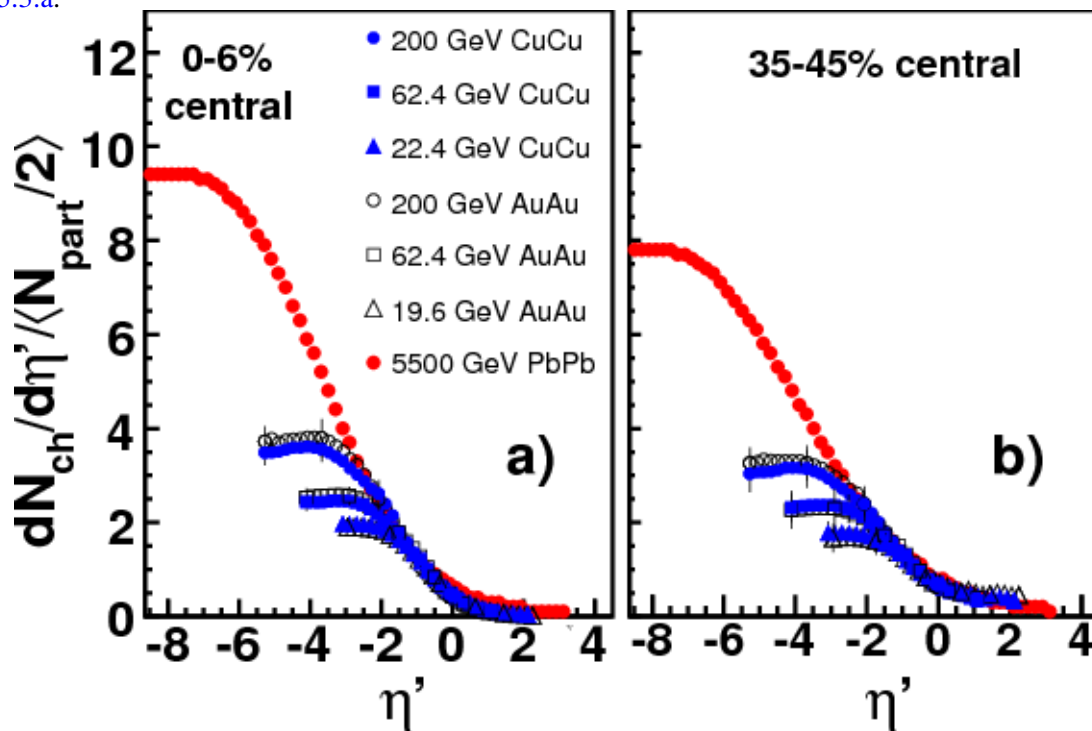 5.5.a.
0-6%
central
200 GeV CuCu
62.4 GeV CuCu
22.4 GeV CuCu
200 GeV AuAu
62.4 GeV AuAu
19.6 GeV AuAu
5500 GeV PbPb
a)
35-45% central
b)
dN_ch/dη'/⟨N_part/2⟩
12
10
8
6
4
2
0
-8 -6 -4 -2 0 2 4
-8 -6 -4 -2 0 2 4
η'
η'